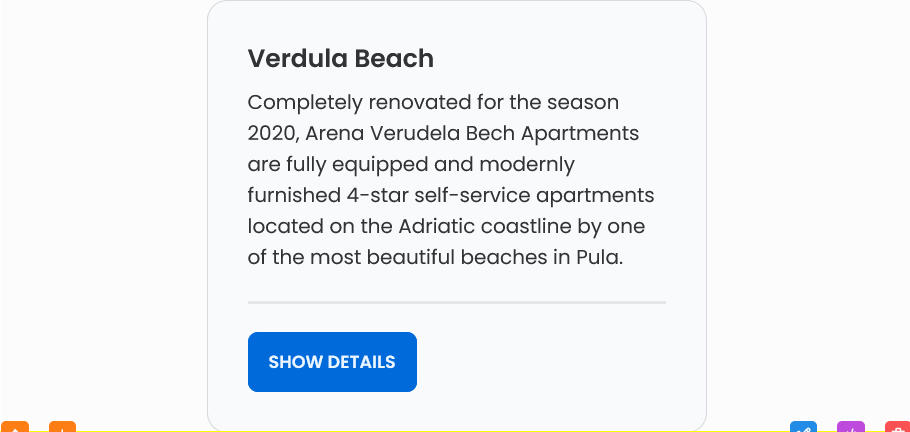 Verdula Beach
Completely renovated for the season
2020, Arena Verudela Bech Apartments
are fully equipped and modernly
furnished 4-star self-service apartments
located on the Adriatic coastline by one
of the most beautiful beaches in Pula.
SHOW DETAILS